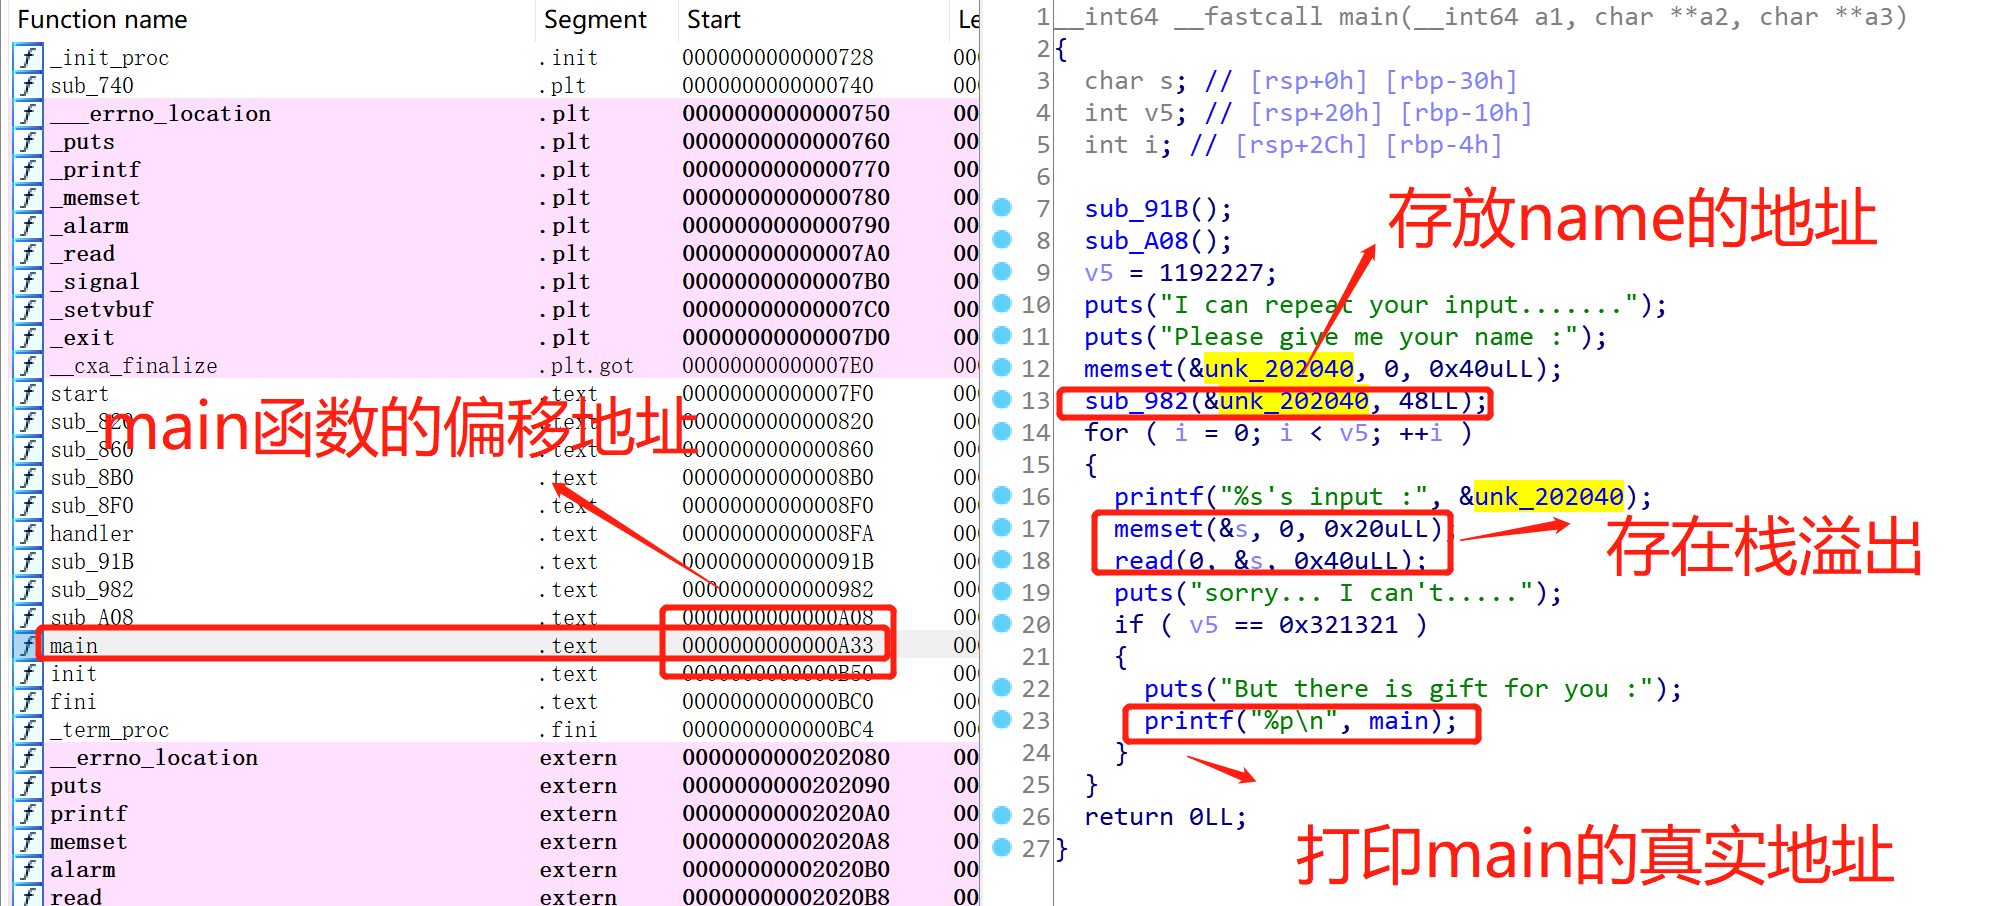 Function name Segment Start Le
f _init_proc .init 0000000000000728 00
f sub_740 .plt 0000000000000740 00
f ___errno_location .plt 0000000000000750 00
f _puts .plt 0000000000000760 00
f _printf .plt 0000000000000770 00
f _memset .plt 0000000000000780 00
f _alarm .plt 0000000000000790 00
f _read .plt 00000000000007A0 00
f _signal .plt 00000000000007B0 00
f _setvbuf .plt 00000000000007C0 00
f _exit .plt 00000000000007D0 00
f __cxa_finalize .plt.got 00000000000007E0 00
f start .text 00000000000007F0 00
f sub_820 .text 0000000000000820 00
main函数的偏移地址
f sub_860 .text 0000000000000860 00
f sub_8B0 .text 00000000000008B0 00
f sub_8F0 .text 00000000000008F0 00
f handler .text 00000000000008FA 00
f sub_91B .text 000000000000091B 00
f sub_982 .text 0000000000000982 00
f sub_A08 .text 0000000000000A08 00
f main .text 0000000000000A33 00
f init .text 0000000000000B50 00
f fini .text 0000000000000BC0 00
f _term_proc .fini 0000000000000BC4 00
f __errno_location extern 0000000000202080 00
f puts extern 0000000000202090 00
f printf extern 00000000002020A0 00
f memset extern 00000000002020A8 00
f alarm extern 00000000002020B0 00
f read extern 00000000002020B8 00
1 __int64 __fastcall main(__int64 a1, char **a2, char **a3)
2 {
3 char s; // [rsp+0h] [rbp-30h]
4 int v5; // [rsp+20h] [rbp-10h]
5 int i; // [rsp+2Ch] [rbp-4h]
6
7 sub_91B();
存放name的地址
8 sub_A08();
9 v5 = 1192227;
10 puts("I can repeat your input.......");
11 puts("Please give me your name :");
12 memset(&unk_202040, 0, 0x40uLL);
13 sub_982(&unk_202040, 48LL);
14 for ( i = 0; i < v5; ++i )
15 {
16 printf("%s's input :", &unk_202040);
17 memset(&s, 0, 0x20uLL)
存在栈溢出
18 read(0, &s, 0x40uLL);
19 puts("sorry... I can't.....");
20 if ( v5 == 0x321321 )
21 {
22 puts("But there is gift for you :");
23 printf("%p\n", main);
24 }
25 }
26 return 0LL;
打印main的真实地址
27 }